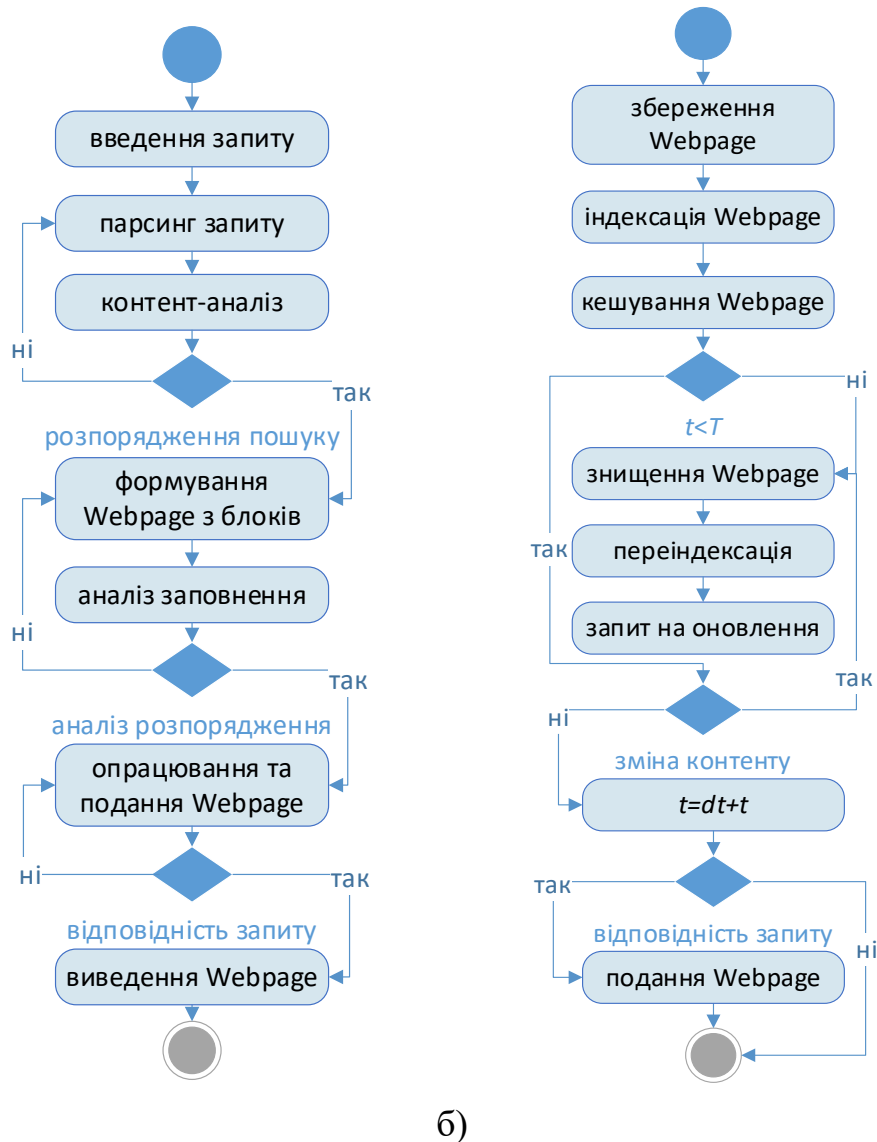 введення запиту
парсинг запиту
контент-аналіз
ні
так
розпорядження пошуку
формування
Webpage з блоків
аналіз заповнення
ні
так
аналіз розпорядження
опрацювання та
подання Webpage
ні
так
відповідність запиту
виведення Webpage
збереження
Webpage
індексація Webpage
кешування Webpage
ні
t<T
знищення Webpage
так
переіндексація
запит на оновлення
так
ні
зміна контенту
t=dt+t
так
відповідність запиту
ні
подання Webpage
б)